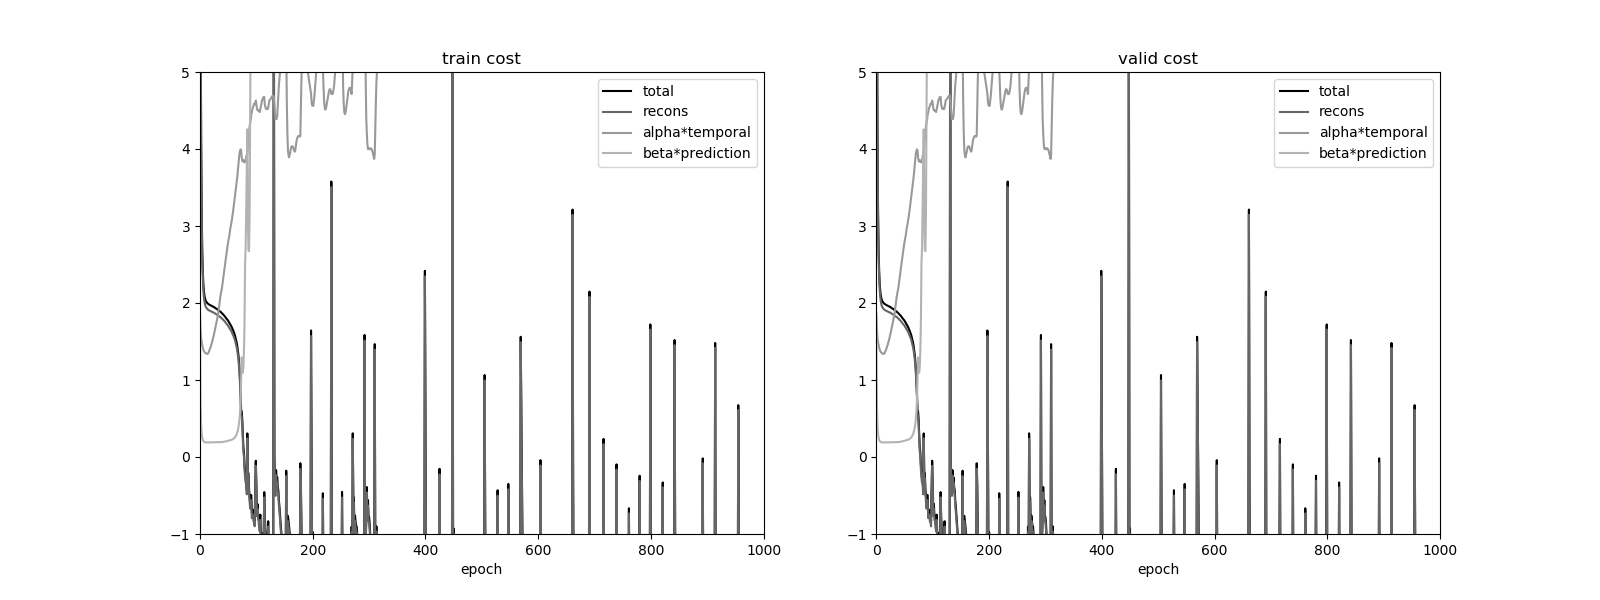 train cost
5
4
3
2
1
0
−1
0
200
400
600
800
1000
epoch
total
recons
alpha*temporal
beta*prediction
valid cost
5
4
3
2
1
0
−1
0
200
400
600
800
1000
epoch
total
recons
alpha*temporal
beta*prediction